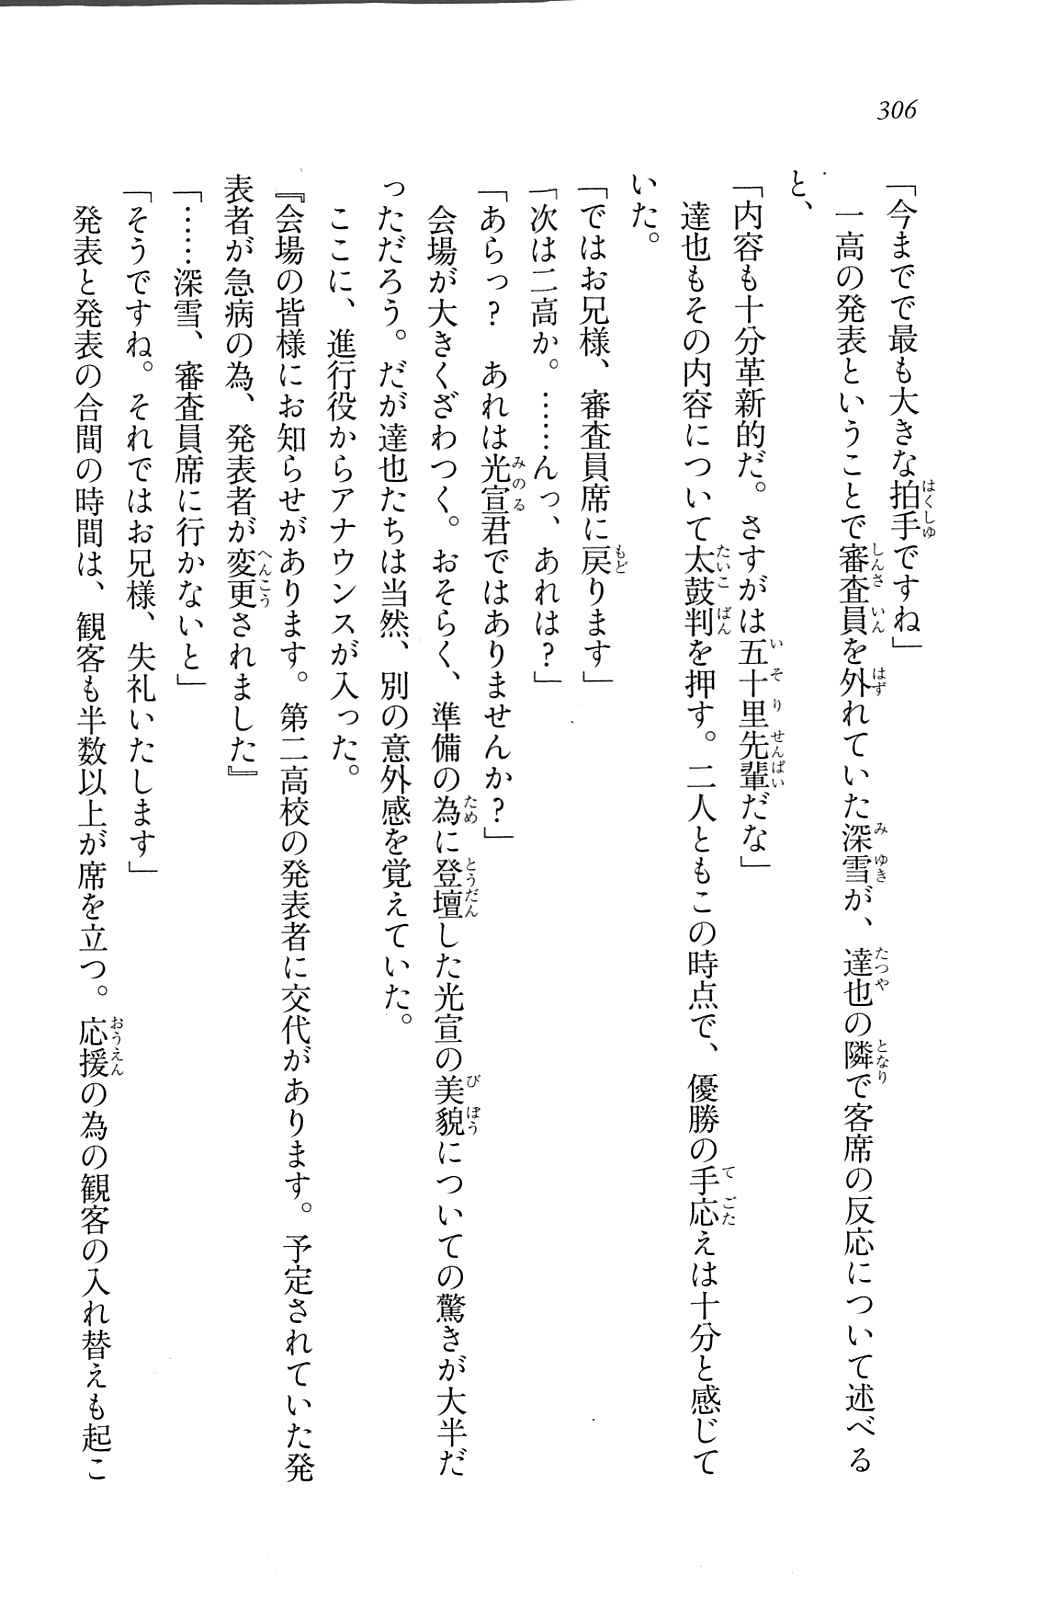 306
「今までで最も大きな拍手ですね」
一高の発表ということで審査員を外れていた深雪が、達也の隣で客席の反応について述べる
と、
「内容も十分革新的だ。さすがは五十里先輩だな」
達也もその内容について太鼓判を押す。二人ともこの時点で、優勝の手応えは十分と感じて
いた。
「ではお兄様、審査員席に戻ります」
「次は二高か。……んっ、あれは？」
「あらっ？　あれは光宣君ではありませんか？」
会場が大きくざわつく。おそらく、準備の為に登壇した光宣の美貌についての驚きが大半だ
っただろう。だが達也たちは当然、別の意外感を覚えていた。
ここに、進行役からアナウンスが入った。
『会場の皆様にお知らせがあります。第二高校の発表者に交代があります。予定されていた発
表者が急病の為、発表者が変更されました』
「……深雪、審査員席に行かないと」
「そうですね。それではお兄様、失礼いたします」
発表と発表の合間の時間は、観客も半数以上が席を立つ。応援の為の観客の入れ替えも起こ